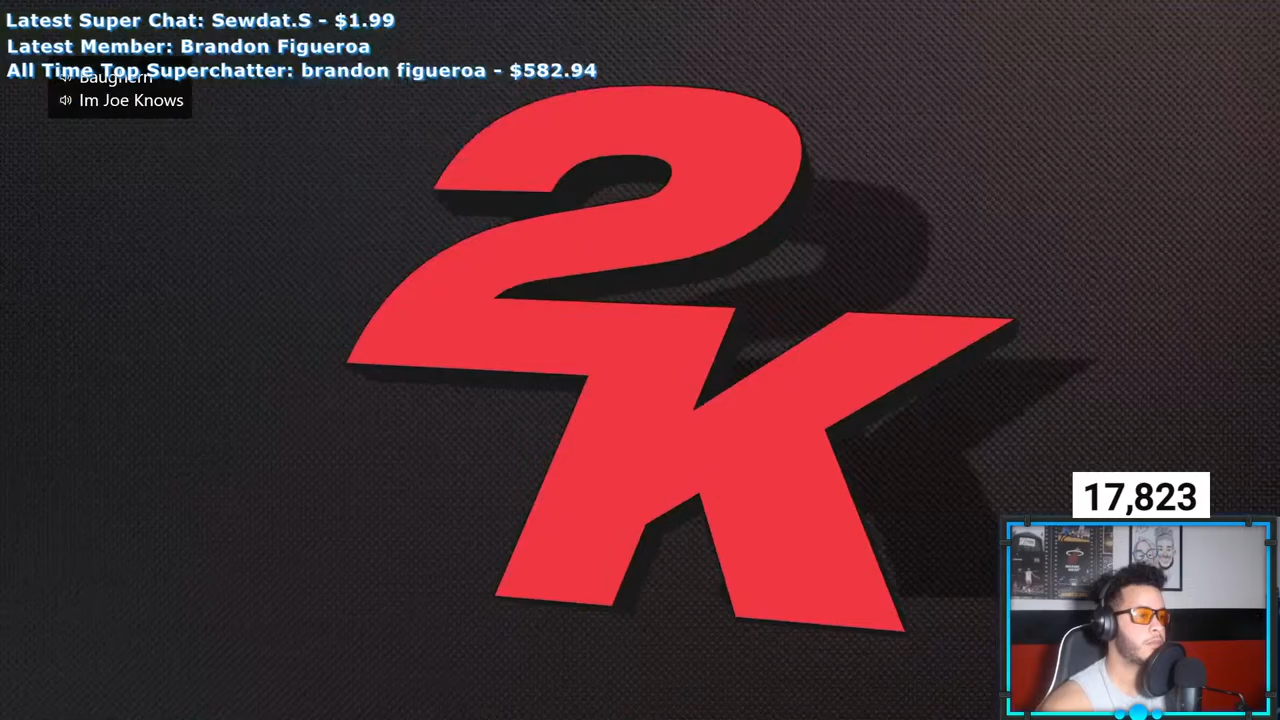 Latest Super Chat: Sewdat.S - $1.99
Latest Member: Brandon Figueroa
All Time Top Superchatter: brandon figueroa - $582.94
Baughern
Im Joe Knows
2K
17,823